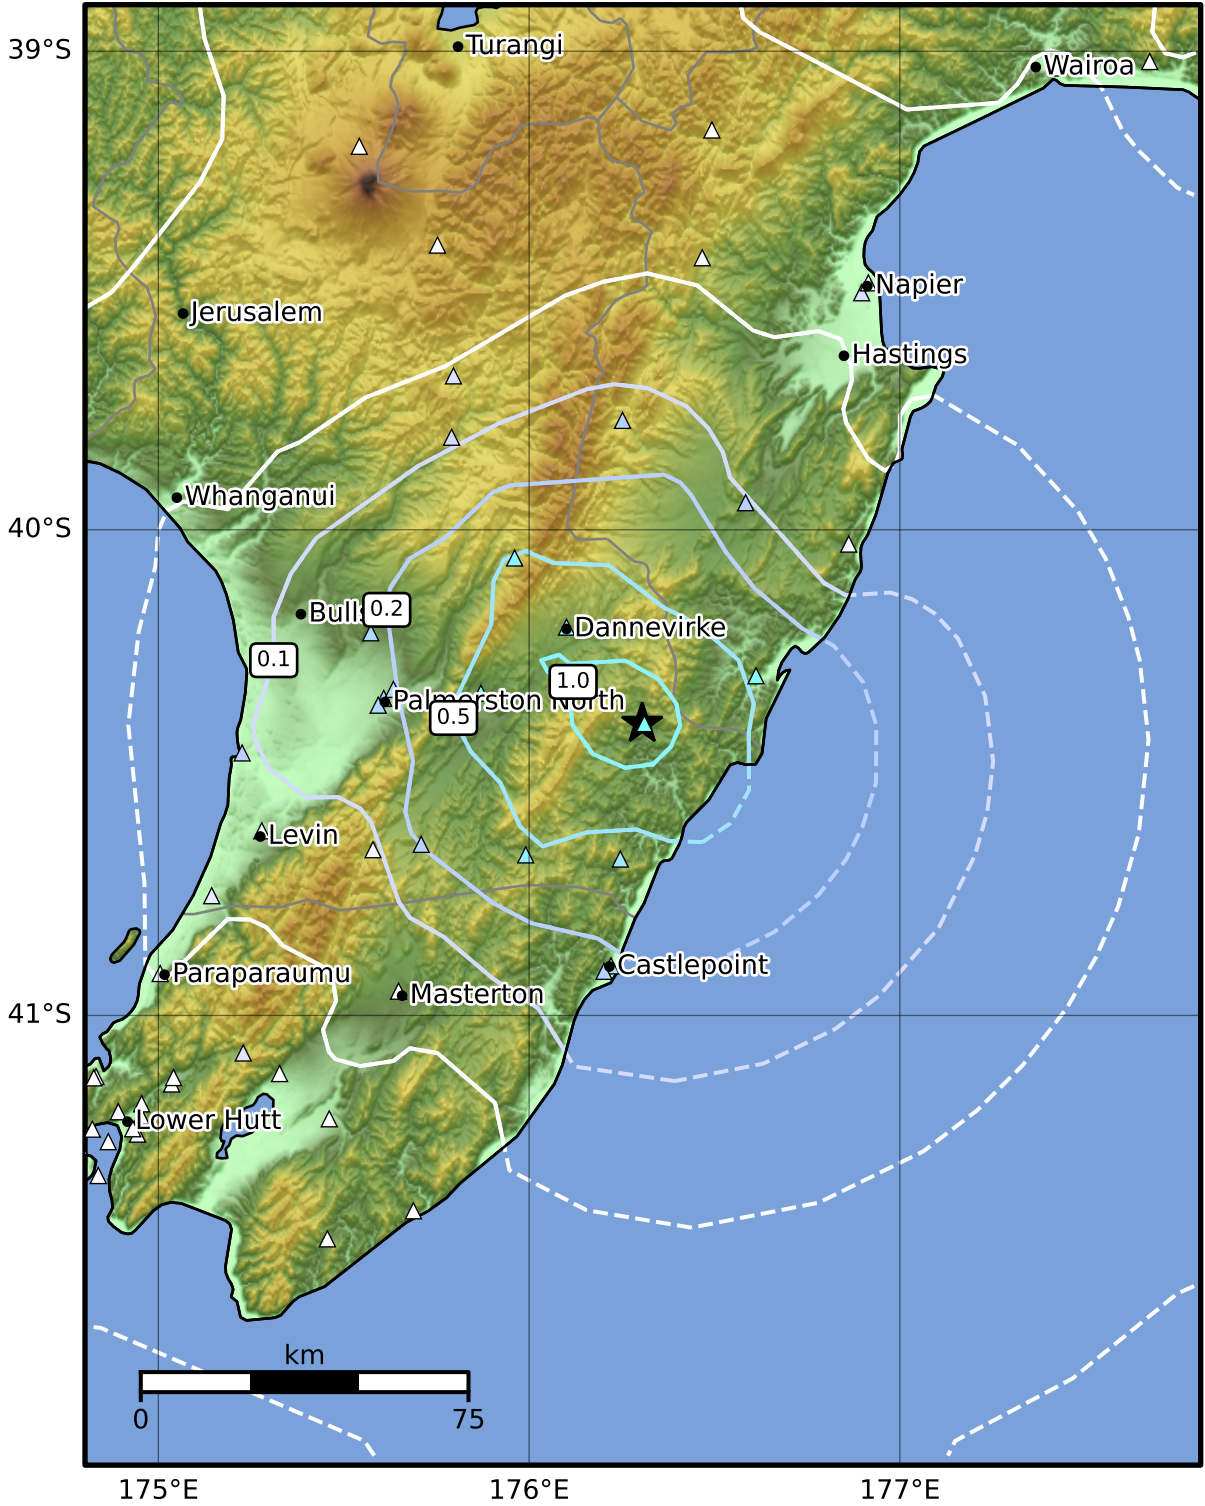 39°S
Turangi
Wairoa
Jerusalem
Napier
Hastings
Whanganui
40°S
Bulls
0.2
Dannevirke
0.1
1.0
Palmerston North
0.5
Levin
Castlepoint
Paraparaumu
Masterton
41°S
Lower Hutt
km
0
75
175°E
176°E
177°E